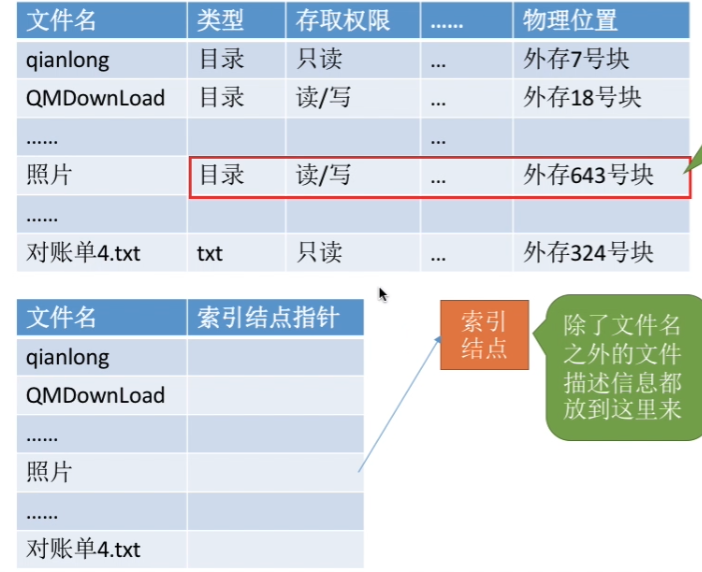 文件名 类型 存取权限 …… 物理位置
qianlong 目录 只读 … 外存7号块
QMDownLoad 目录 读/写 … 外存18号块
…… …
照片 目录 读/写 … 外存643号块
……
对账单4.txt txt 只读 … 外存324号块
文件名 索引结点指针
qianlong
QMDownLoad
……
照片
……
对账单4.txt
索引
结点
除了文件名
之外的文件
描述信息都
放到这里来